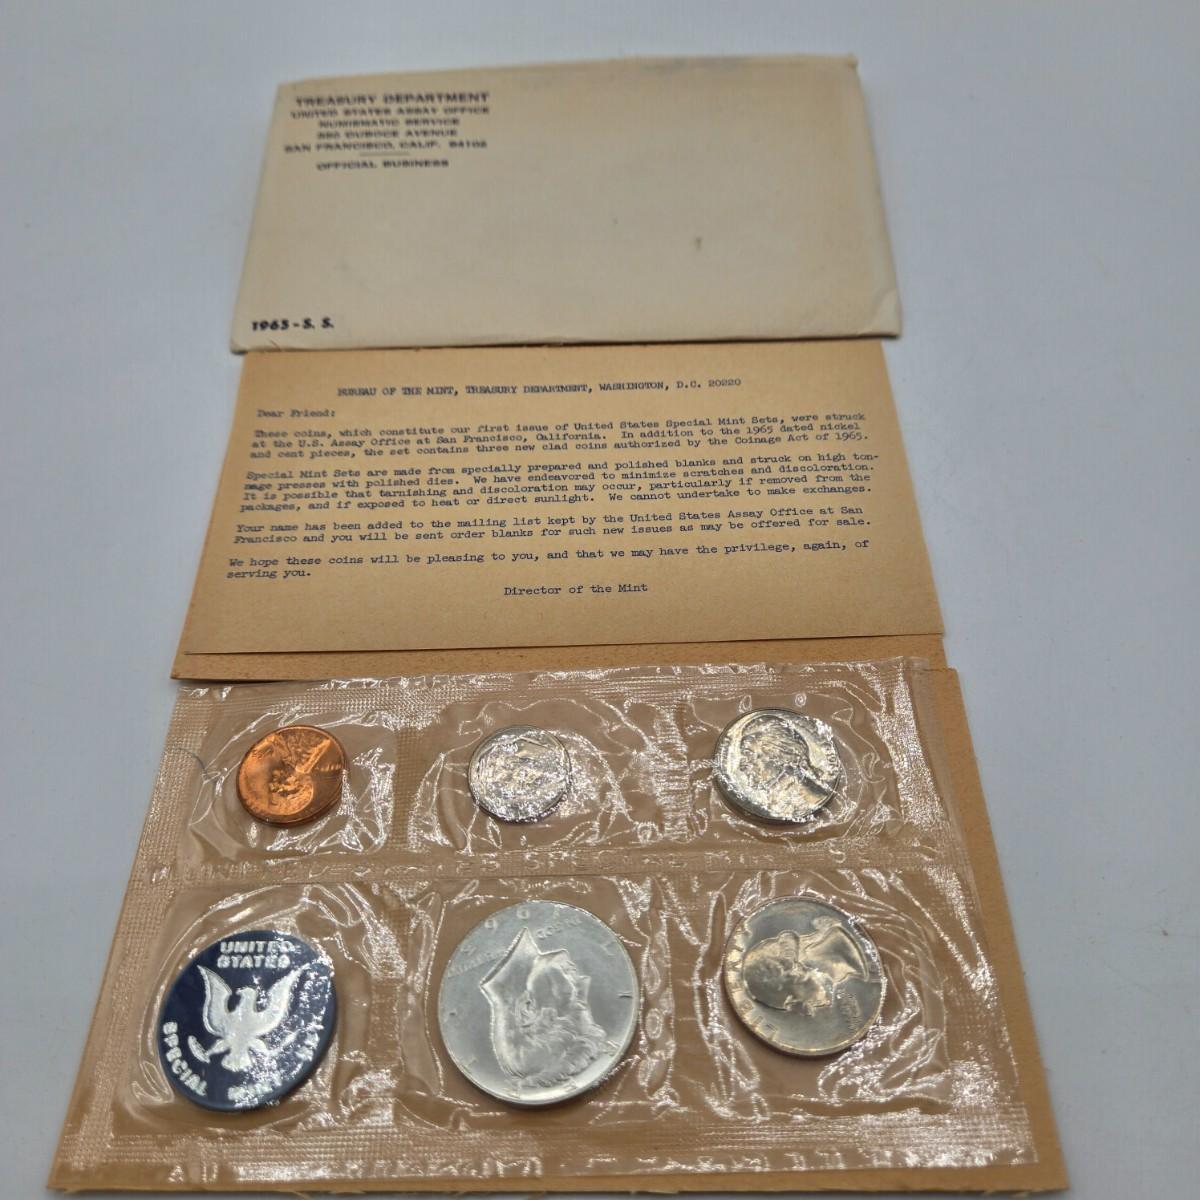 TREASURY DEPARTMENT
UNITED STATES ASSAY OFFICE
NUMISMATIC SERVICE
350 DUBOCE AVENUE
SAN FRANCISCO, CALIF. 94102
OFFICIAL BUSINESS
1965-S. S.
BUREAU OF THE MINT, TREASURY DEPARTMENT, WASHINGTON, D.C. 20220
Dear Friend:
These coins, which constitute our first issue of United States Special Mint Sets, were struck
at the U.S. Assay Office at San Francisco, California. In addition to the 1965 dated nickel
and cent pieces, the set contains three new clad coins authorized by the Coinage Act of 1965.
Special Mint Sets are made from specially prepared and polished blanks and struck on high ton-
nage presses with polished dies. We have endeavored to minimize scratches and discoloration.
It is possible that tarnishing and discoloration may occur, particularly if removed from the
packages, and if exposed to heat or direct sunlight. We cannot undertake to make exchanges.
Your name has been added to the mailing list kept by the United States Assay Office at San
Francisco and you will be sent order blanks for such new issues as may be offered for sale.
We hope these coins will be pleasing to you, and that we may have the privilege, again, of
serving you.
Director of the Mint
UNITED STATES SPECIAL MINT SET
UNITED
STATES
SPECIAL MINT SET
1965